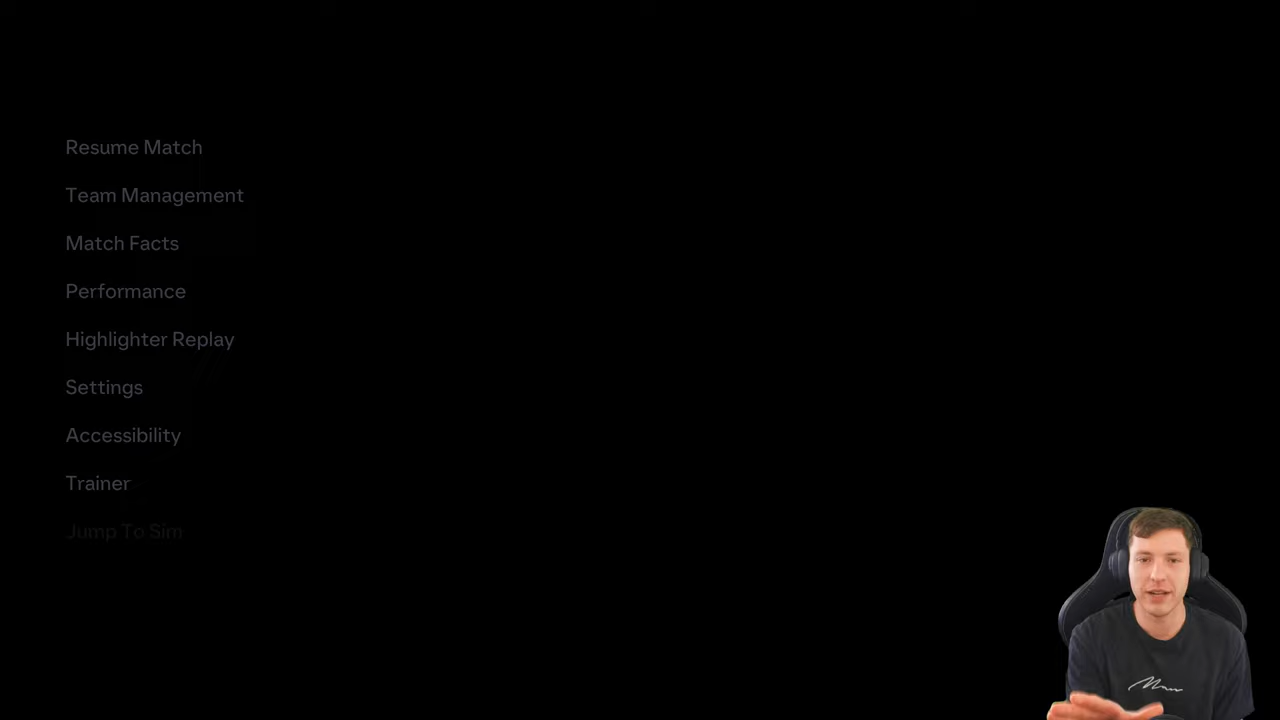 Resume Match
Team Management
Match Facts
Performance
Highlighter Replay
Settings
Accessibility
Trainer
Jump To Sim